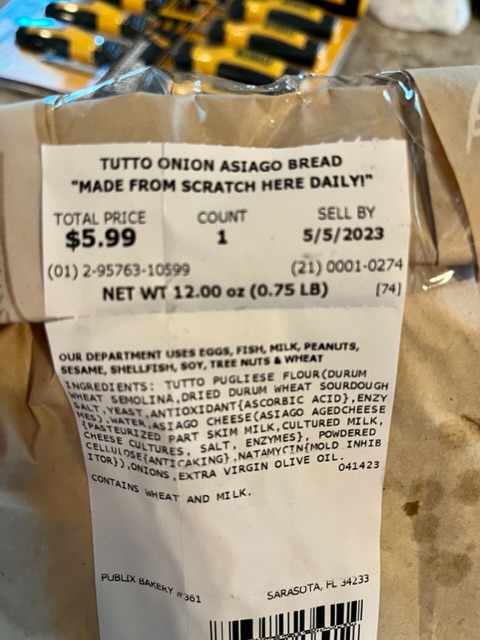 TUTTO ONION ASIAGO BREAD
"MADE FROM SCRATCH HERE DAILY!"
TOTAL PRICE COUNT SELL BY
$5.99 1 5/5/2023
(01) 2-95763-10599 (21) 0001-0274
NET WT 12.00 oz (0.75 LB) [74]
OUR DEPARTMENT USES EGGS, FISH, MILK, PEANUTS,
SESAME, SHELLFISH, SOY, TREE NUTS & WHEAT
INGREDIENTS: TUTTO PUGLIESE FLOUR(DURUM
WHEAT SEMOLINA,DRIED DURUM WHEAT SOURDOUGH
SALT,YEAST,ANTIOXIDANT{ASCORBIC ACID},ENZY
MES),WATER,ASIAGO CHEESE(ASIAGO AGEDCHEESE
{PASTEURIZED PART SKIM MILK,CULTURED MILK,
CHEESE CULTURES, SALT, ENZYMES}, POWDERED
CELLULOSE{ANTICAKING},NATAMYCIN{MOLD INHIB
ITOR}),ONIONS,EXTRA VIRGIN OLIVE OIL.
041423
CONTAINS WHEAT AND MILK.
PUBLIX BAKERY #361 SARASOTA, FL 34233